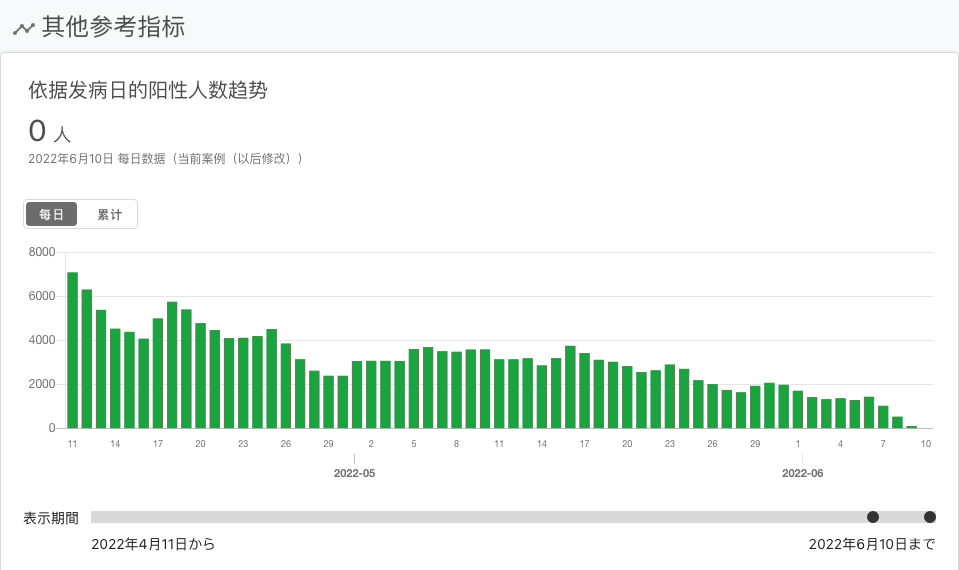 其他参考指标
依据发病日的阳性人数趋势
0 人
2022年6月10日 每日数据（当前案例（以后修改））
每日 累计
8000
6000
4000
2000
0
11 14 17 20 23 26 29 2 5 8 11 14 17 20 23 26 29 1 4 7 10
2022-05 2022-06
表示期間
2022年4月11日から 2022年6月10日まで